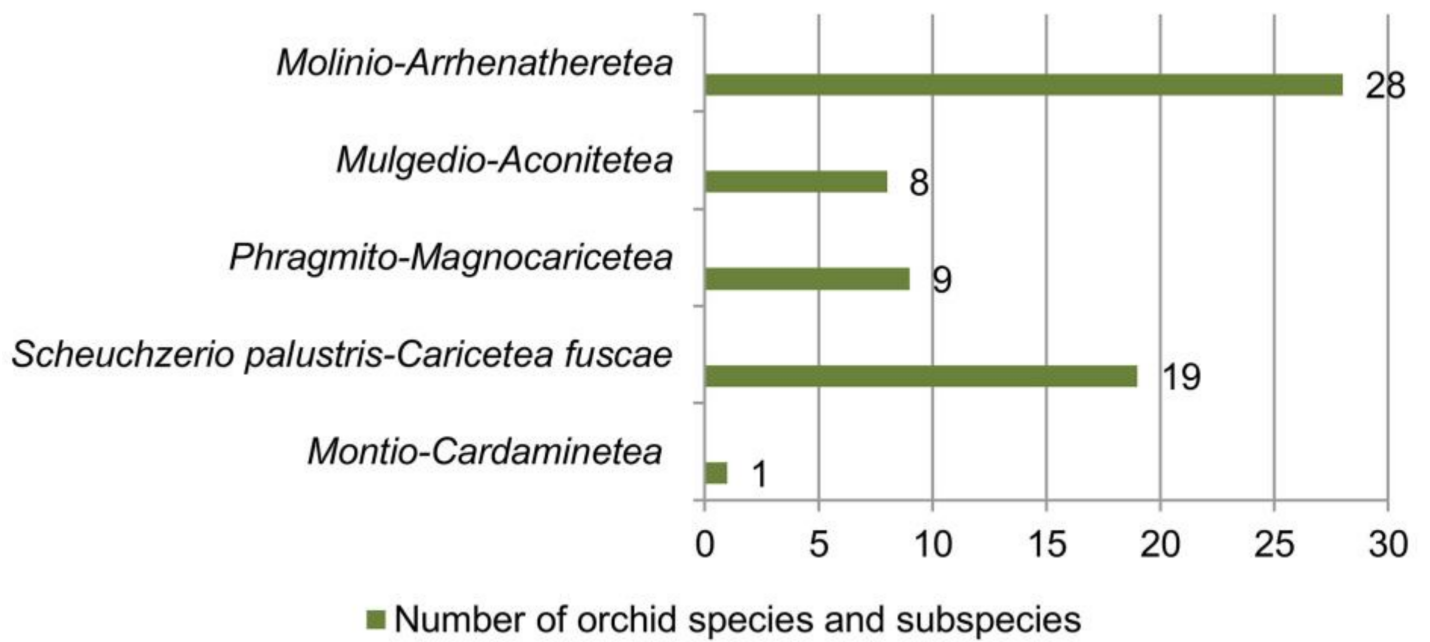 Molinio-Arrhenatheretea
28
Mulgedio-Aconitetea
8
Phragmito-Magnocaricetea
9
Scheuchzerio palustris-Caricetea fuscae
19
Montio-Cardaminetea
1
0 5 10 15 20 25 30
Number of orchid species and subspecies